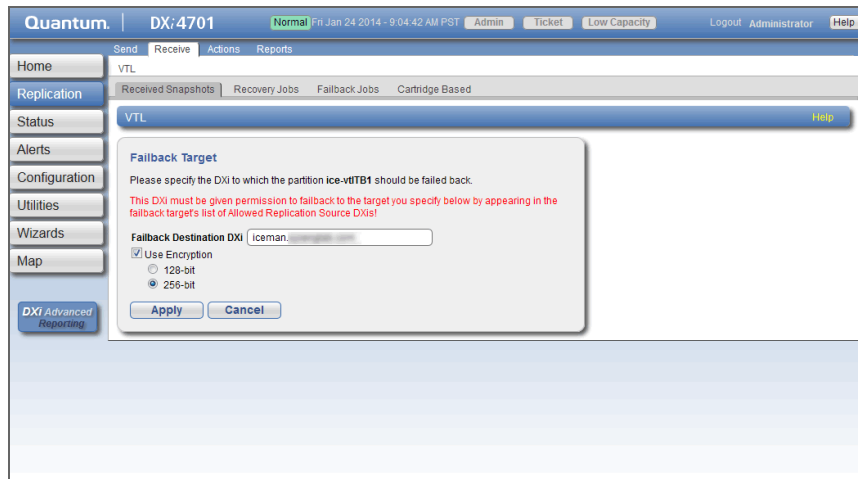 Quantum. DXi4701 Normal Fri Jan 24 2014 - 9:04:42 AM PST Admin Ticket Low Capacity Logout Administrator Help
Send Receive Actions Reports
Home
VTL
Replication
Received Snapshots Recovery Jobs Failback Jobs Cartridge Based
Status
VTL Help
Alerts
Failback Target
Configuration
Please specify the DXi to which the partition ice-vtlTB1 should be failed back.
Utilities
This DXi must be given permission to failback to the target you specify below by appearing in the
failback target's list of Allowed Replication Source DXis!
Wizards
Failback Destination DXi iceman.
Map
Use Encryption
128-bit
256-bit
DXi Advanced
Reporting
Apply Cancel